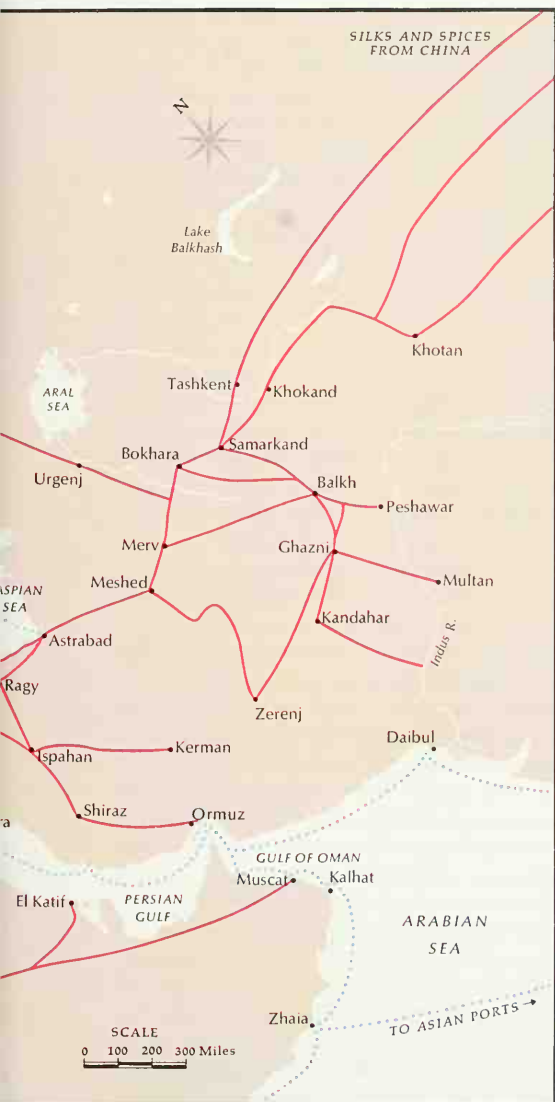 SILKS AND SPICES
FROM CHINA
N
Lake
Balkhash
Khotan
Tashkent
Khokand
ARAL
SEA
Samarkand
Bokhara
Urgenj
Balkh
Peshawar
Merv
Ghazni
Meshed
Multan
ASPIAN
SEA
Kandahar
Astrabad
Indus R.
Ragy
Zerenj
Daibul
Ispahan
Kerman
Shiraz
Ormuz
ra
GULF OF OMAN
Muscat
Kalhat
El Katif
PERSIAN
GULF
ARABIAN
SEA
Zhaia
TO ASIAN PORTS →
SCALE
0 100 200 300 Miles